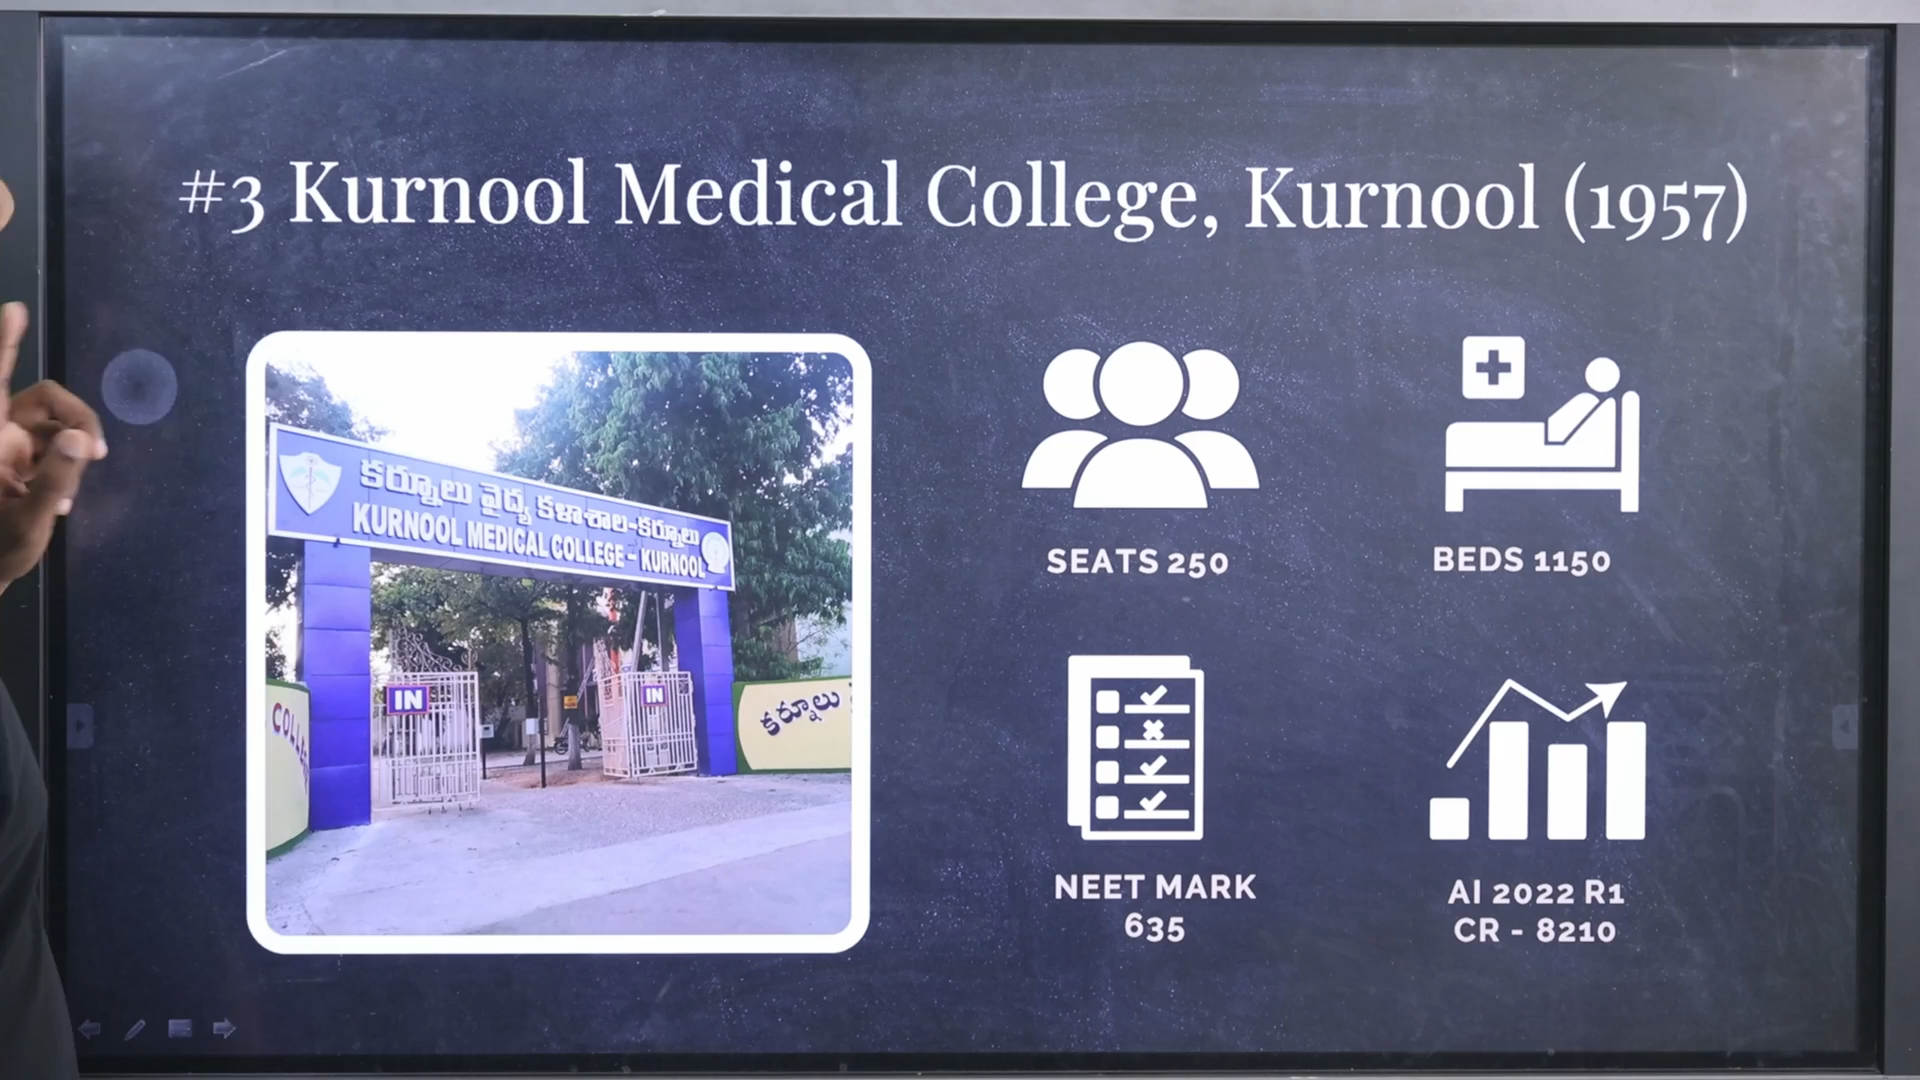 #3 Kurnool Medical College, Kurnool (1957)
కర్నూలు వైద్య కళాశాల-కర్నూలు
KURNOOL MEDICAL COLLEGE - KURNOOL
IN
IN
కర్నూలు
SEATS 250
BEDS 1150
NEET MARK
635
AI 2022 R1
CR - 8210